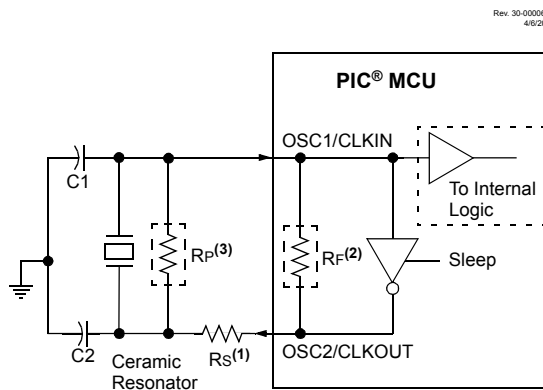 Rev. 30-00006
4/6/20
PIC® MCU
OSC1/CLKIN
C1
To Internal
Logic
RP(3)
RF(2)
Sleep
C2
Ceramic
Resonator
RS(1)
OSC2/CLKOUT